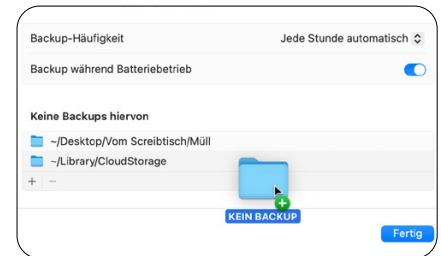 Backup-Häufigkeit Jede Stunde automatisch
Backup während Batteriebetrieb
Keine Backups hiervon
~/Desktop/Vom Screibtisch/Müll
~/Library/CloudStorage
+ −
KEIN BACKUP
Fertig